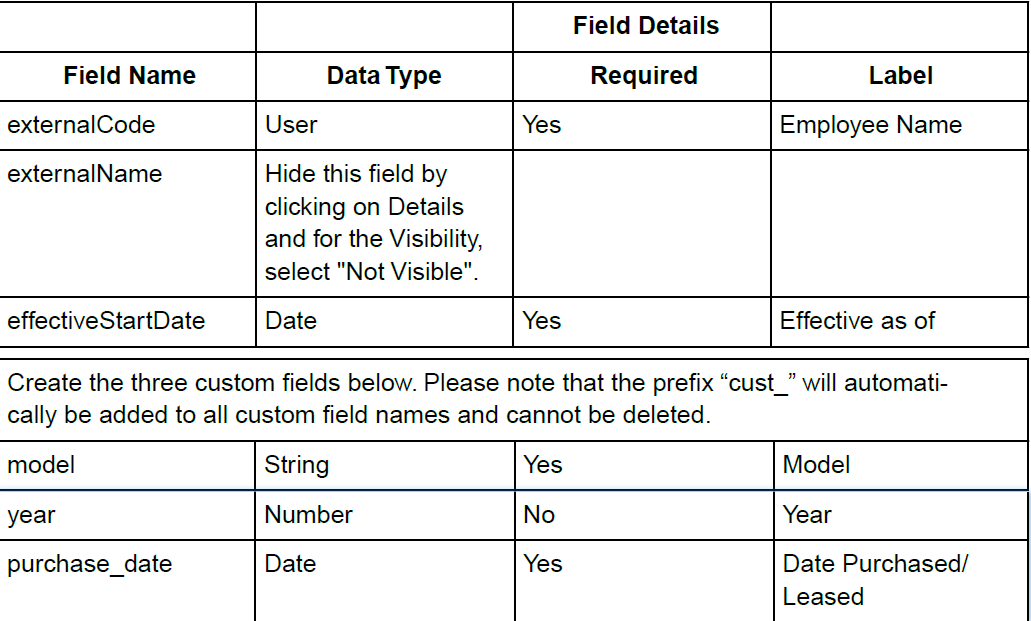 Field Details
Field Name Data Type Required Label
externalCode User Yes Employee Name
externalName Hide this field by
clicking on Details
and for the Visibility,
select "Not Visible".
effectiveStartDate Date Yes Effective as of
Create the three custom fields below. Please note that the prefix “cust_” will automati-
cally be added to all custom field names and cannot be deleted.
model String Yes Model
year Number No Year
purchase_date Date Yes Date Purchased/
Leased